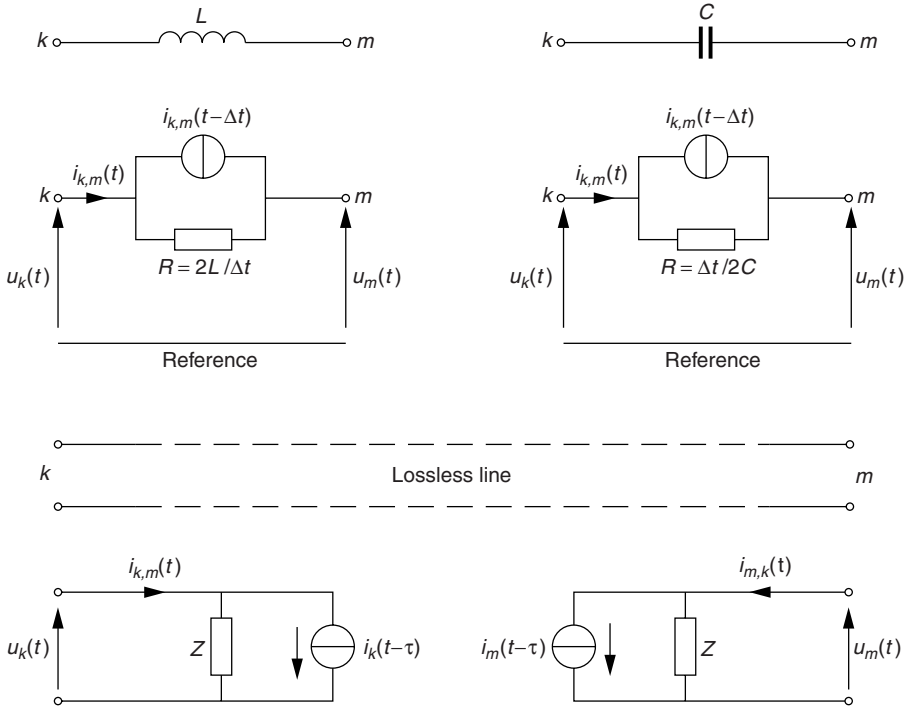 L
k
m
C
k
m
i_{k,m}(t–Δt)
i_{k,m}(t)
k
m
R = 2L/Δt
u_k(t)
u_m(t)
Reference
i_{k,m}(t–Δt)
i_{k,m}(t)
k
m
R = Δt/2C
u_k(t)
u_m(t)
Reference
k
Lossless line
m
i_{k,m}(t)
u_k(t)
Z
i_k(t–τ)
i_{m,k}(t)
i_m(t–τ)
Z
u_m(t)